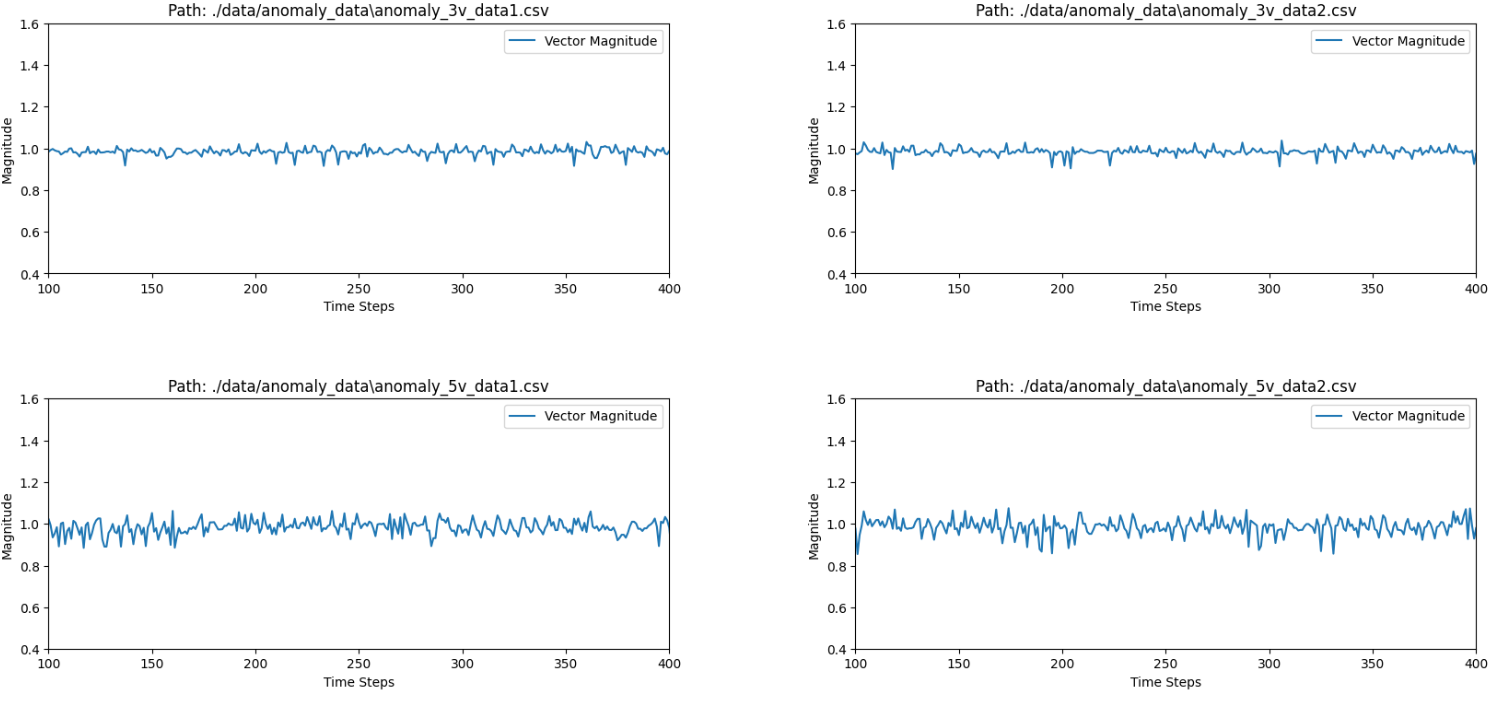 Path: ./data/anomaly_data\anomaly_3v_data1.csv
1.6
1.4
1.2
1.0
0.8
0.6
0.4
Magnitude
Vector Magnitude
100 150 200 250 300 350 400
Time Steps
Path: ./data/anomaly_data\anomaly_3v_data2.csv
1.6
1.4
1.2
1.0
0.8
0.6
0.4
Magnitude
Vector Magnitude
100 150 200 250 300 350 400
Time Steps
Path: ./data/anomaly_data\anomaly_5v_data1.csv
1.6
1.4
1.2
1.0
0.8
0.6
0.4
Magnitude
Vector Magnitude
100 150 200 250 300 350 400
Time Steps
Path: ./data/anomaly_data\anomaly_5v_data2.csv
1.6
1.4
1.2
1.0
0.8
0.6
0.4
Magnitude
Vector Magnitude
100 150 200 250 300 350 400
Time Steps